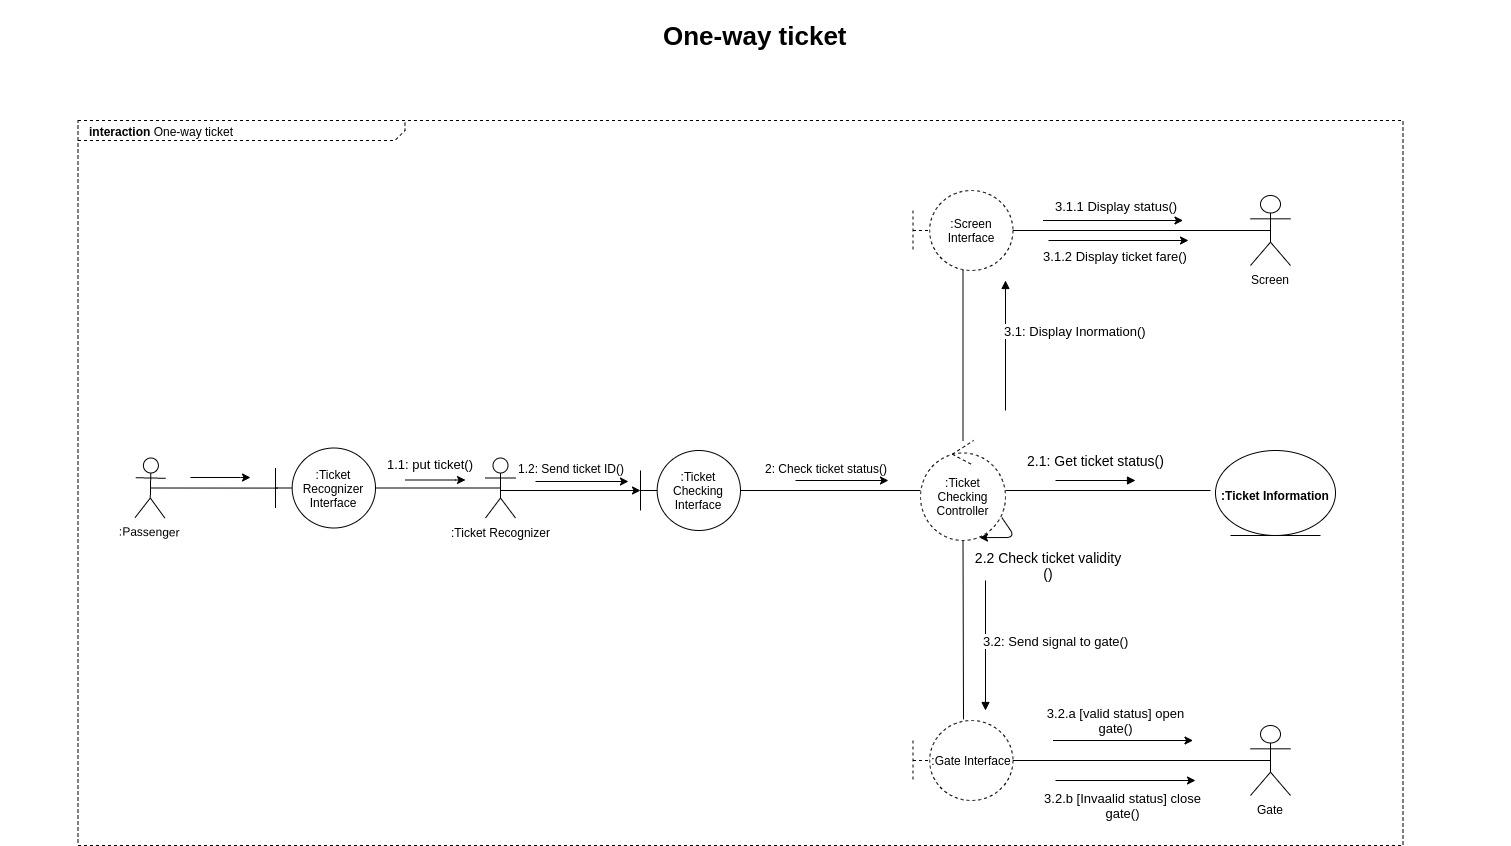 One-way ticket
interaction One-way ticket
:Screen
Interface
3.1.1 Display status()
3.1.2 Display ticket fare()
Screen
3.1: Display Inormation()
:Passenger
:Ticket
Recognizer
Interface
1.1: put ticket()
:Ticket Recognizer
1.2: Send ticket ID()
:Ticket
Checking
Interface
2: Check ticket status()
:Ticket
Checking
Controller
2.1: Get ticket status()
:Ticket Information
2.2 Check ticket validity
()
3.2: Send signal to gate()
:Gate Interface
3.2.a [valid status] open
gate()
3.2.b [Invaalid status] close
gate()
Gate